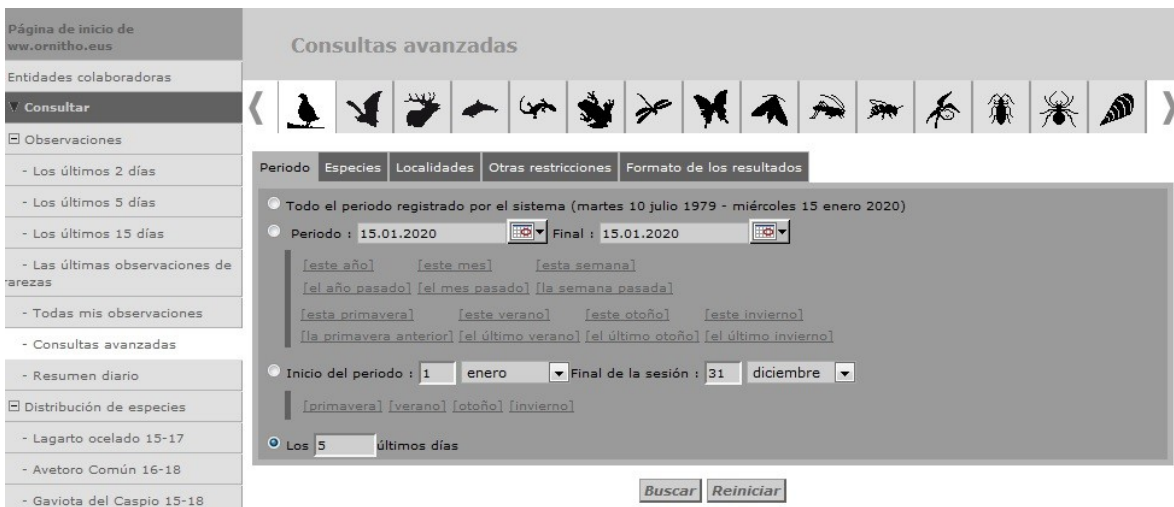 Página de inicio de
ww.ornitho.eus
Entidades colaboradoras
Consultar
Observaciones
- Los últimos 2 días
- Los últimos 5 días
- Los últimos 15 días
- Las últimas observaciones de
arezas
- Todas mis observaciones
- Consultas avanzadas
- Resumen diario
Distribución de especies
- Lagarto ocelado 15-17
- Avetoro Común 16-18
- Gaviota del Caspio 15-18
Consultas avanzadas
Periodo Especies Localidades Otras restricciones Formato de los resultados
Todo el periodo registrado por el sistema (martes 10 julio 1979 - miércoles 15 enero 2020)
Periodo : 15.01.2020 Final : 15.01.2020
[este año] [este mes] [esta semana]
[el año pasado] [el mes pasado] [la semana pasada]
[esta primavera] [este verano] [este otoño] [este invierno]
[la primavera anterior] [el último verano] [el último otoño] [el último invierno]
Inicio del periodo : 1 enero Final de la sesión : 31 diciembre
[primavera] [verano] [otoño] [invierno]
Los 5 últimos días
Buscar Reiniciar